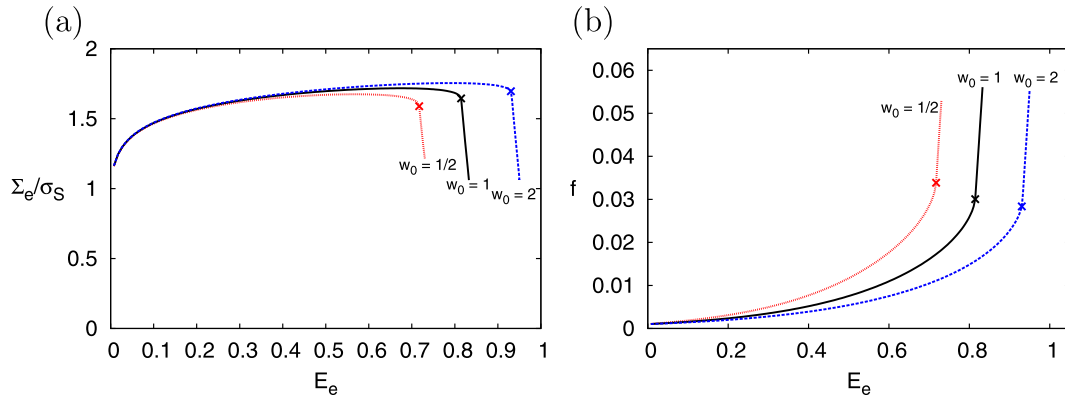 (a)
2
1.5
1
0.5
0
Σe/σS
w0 = 1/2
w0 = 1
w0 = 2
0 0.1 0.2 0.3 0.4 0.5 0.6 0.7 0.8 0.9 1
Ee
(b)
0.06
0.05
0.04
0.03
0.02
0.01
0
f
w0 = 1/2
w0 = 1
w0 = 2
0 0.2 0.4 0.6 0.8 1
Ee